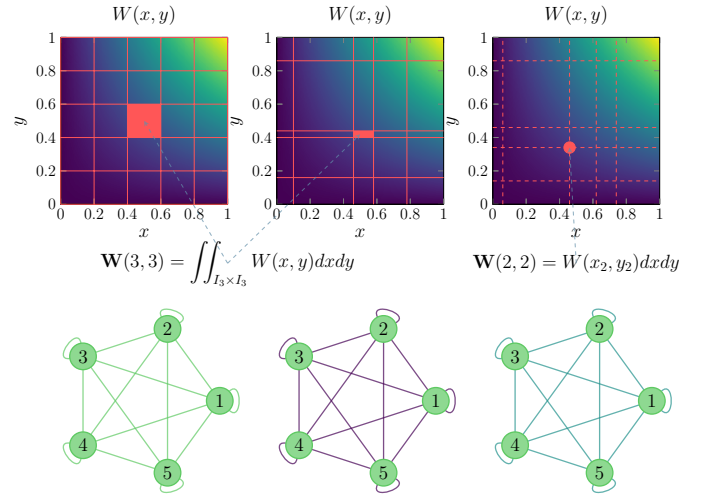 W(x, y) W(x, y) W(x, y)
1 1 1
0.8 0.8 0.8
0.6 0.6 0.6
y y y
0.4 0.4 0.4
0.2 0.2 0.2
0 0 0
0 0.2 0.4 0.6 0.8 1 0 0.2 0.4 0.6 0.8 1 0 0.2 0.4 0.6 0.8 1
x x x
W(3, 3) = ∬_{I₃×I₃} W(x, y)dxdy W(2, 2) = W(x₂, y₂)dxdy
2 2 2
3 3 3
1 1 1
4 4 4
5 5 5